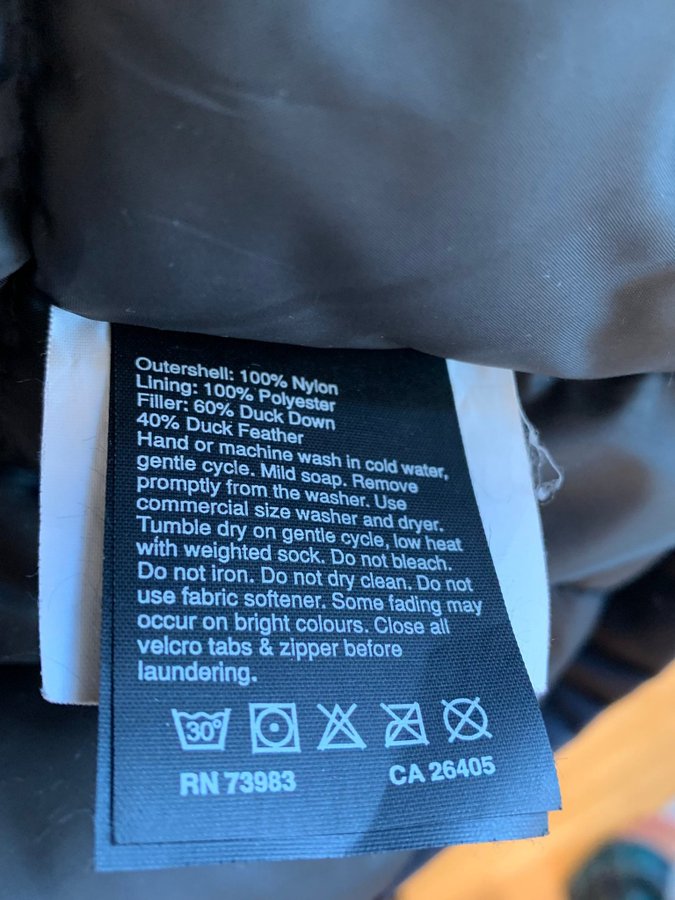 Outershell: 100% Nylon
Lining: 100% Polyester
Filler: 60% Duck Down
40% Duck Feather
Hand or machine wash in cold water,
gentle cycle. Mild soap. Remove
promptly from the washer. Use
commercial size washer and dryer.
Tumble dry on gentle cycle, low heat
with weighted sock. Do not bleach.
Do not iron. Do not dry clean. Do not
use fabric softener. Some fading may
occur on bright colours. Close all
velcro tabs & zipper before
laundering.
30°
RN 73983 CA 26405